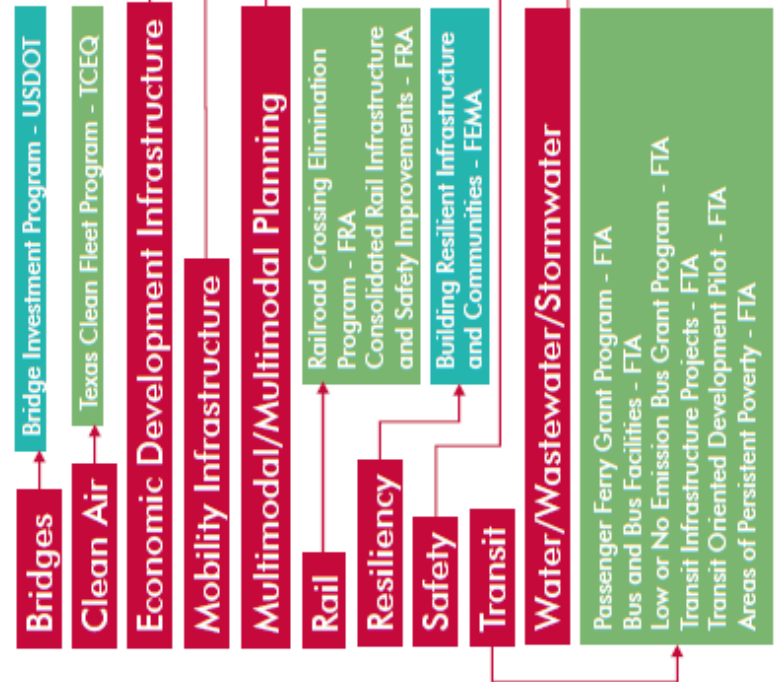 Bridges
Bridge Investment Program - USDOT
Clean Air
Texas Clean Fleet Program - TCEQ
Economic Development Infrastructure
Mobility Infrastructure
Multimodal/Multimodal Planning
Rail
Railroad Crossing Elimination
Program - FRA
Consolidated Rail Infrastructure
and Safety Improvements - FRA
Resiliency
Building Resilient Infrastructure
and Communities - FEMA
Safety
Transit
Water/Wastewater/Stormwater
Passenger Ferry Grant Program - FTA
Bus and Bus Facilities - FTA
Low or No Emission Bus Grant Program - FTA
Transit Infrastructure Projects - FTA
Transit Oriented Development Pilot - FTA
Areas of Persistent Poverty - FTA